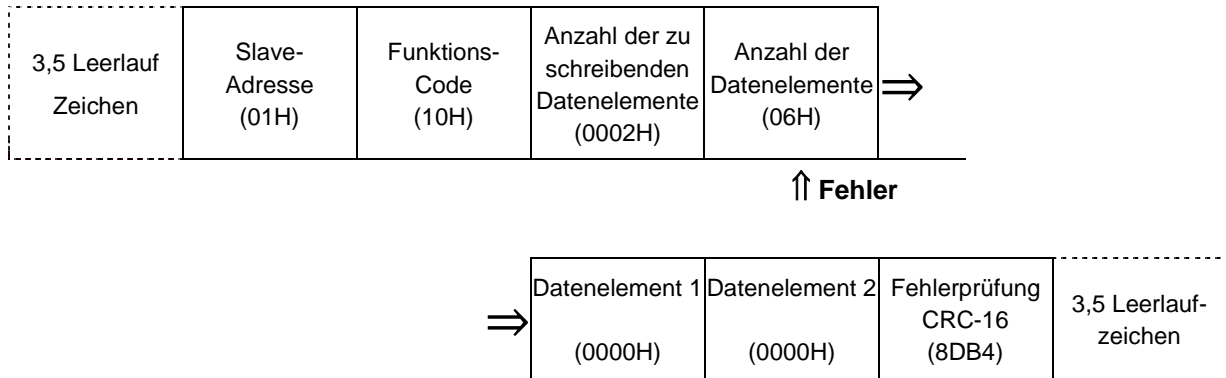 3,5 Leerlauf
Zeichen
Slave-
Adresse
(01H)
Funktions-
Code
(10H)
Anzahl der zu
schreibenden
Datenelemente
(0002H)
Anzahl der
Datenelemente
(06H)
⇒
⇑ Fehler
⇒
Datenelement 1
(0000H)
Datenelement 2
(0000H)
Fehlerprüfung
CRC-16
(8DB4)
3,5 Leerlauf-
zeichen